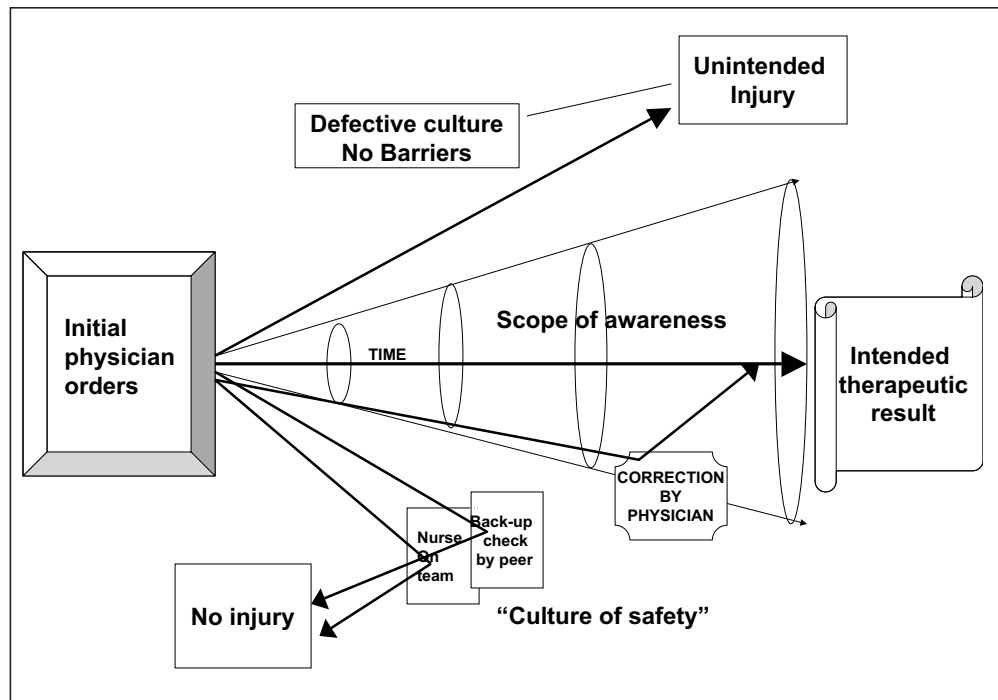 Unintended
Injury
Defective culture
No Barriers
Initial
physician
orders
Scope of awareness
TIME
Intended
therapeutic
result
CORRECTION
BY
PHYSICIAN
Nurse
On
team
Back-up
check
by peer
No injury
“Culture of safety”